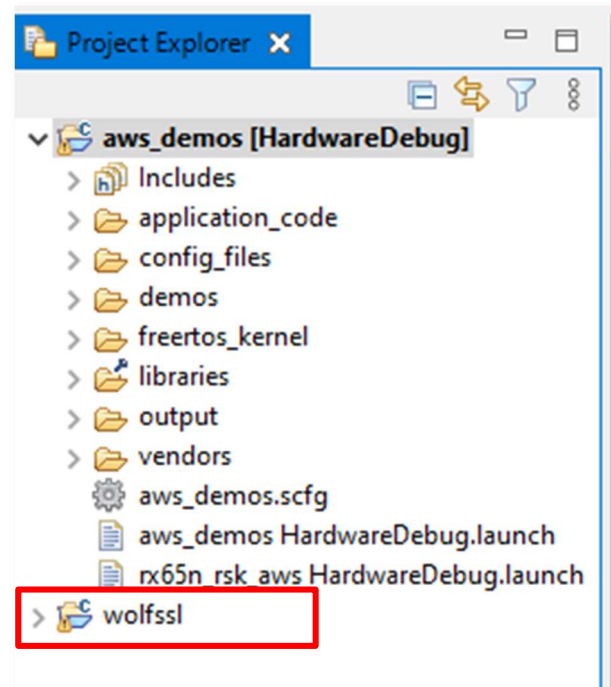 Project Explorer
aws_demos [HardwareDebug]
Includes
application_code
config_files
demos
freertos_kernel
libraries
output
vendors
aws_demos.scfg
aws_demos HardwareDebug.launch
rx65n_rsk_aws HardwareDebug.launch
wolfssl